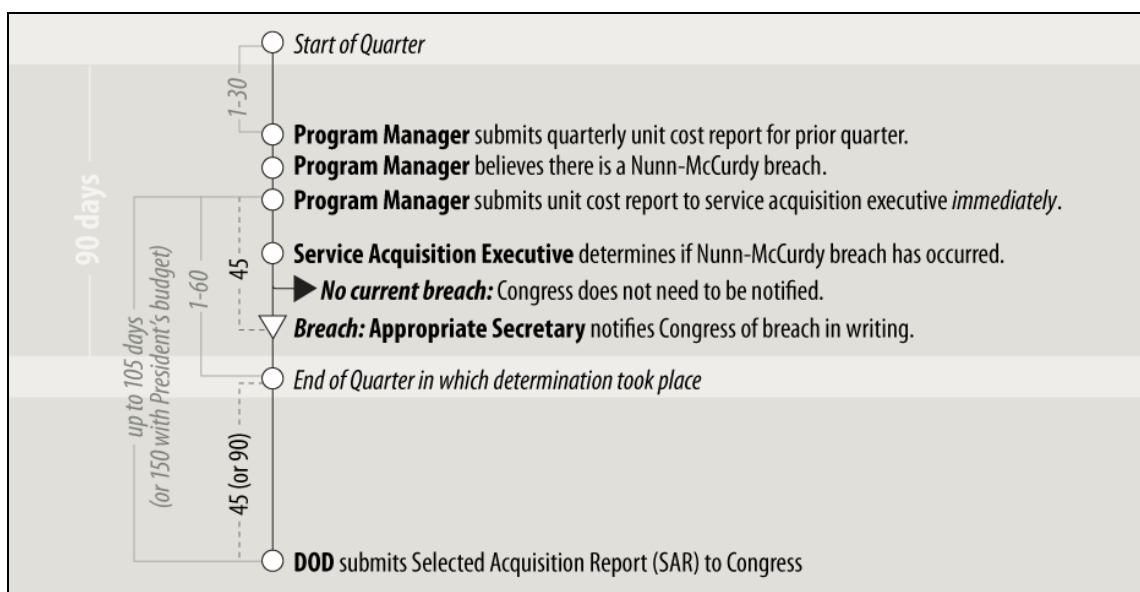 Start of Quarter
1-30
Program Manager submits quarterly unit cost report for prior quarter.
Program Manager believes there is a Nunn-McCurdy breach.
Program Manager submits unit cost report to service acquisition executive immediately.
90 days
Service Acquisition Executive determines if Nunn-McCurdy breach has occurred.
45
1-60
No current breach: Congress does not need to be notified.
Breach: Appropriate Secretary notifies Congress of breach in writing.
End of Quarter in which determination took place
up to 105 days
(or 150 with President's budget)
45 (or 90)
DOD submits Selected Acquisition Report (SAR) to Congress